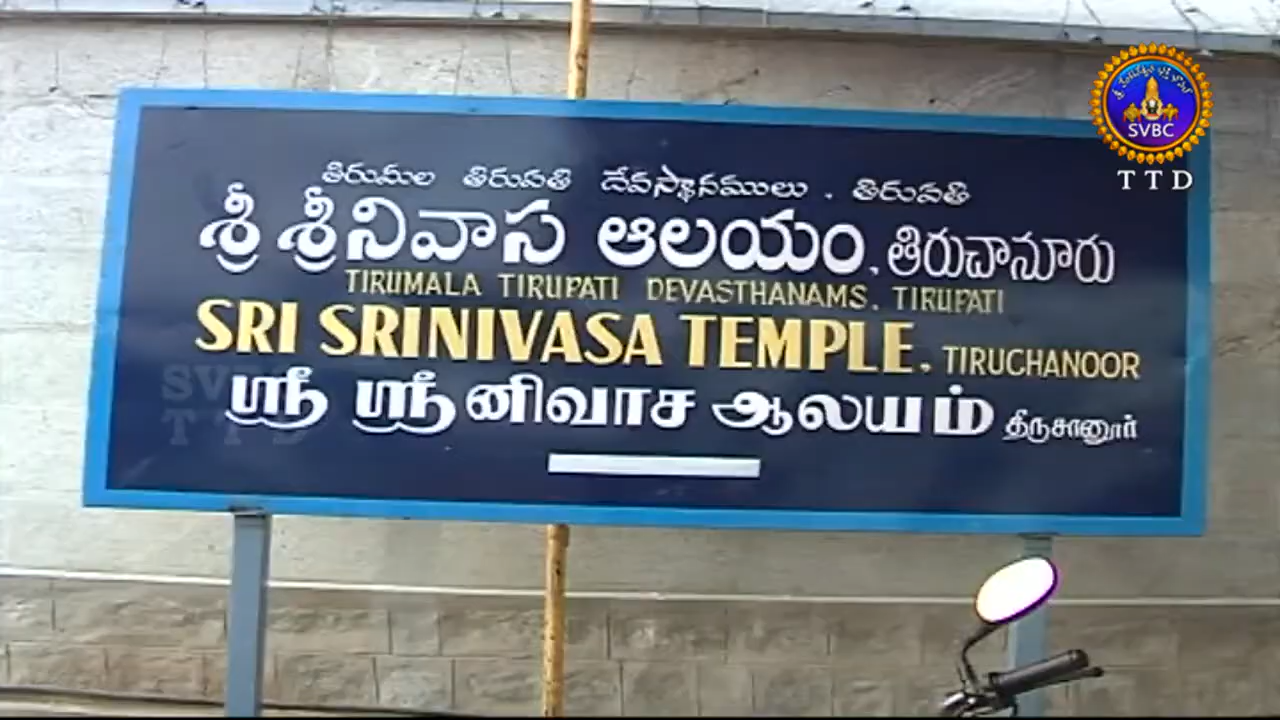 తిరుమల తిరుపతి దేవస్థానములు . తిరుపతి
శ్రీ శ్రీనివాస ఆలయం, తిరుచానూరు
TIRUMALA TIRUPATI DEVASTHANAMS. TIRUPATI
SRI SRINIVASA TEMPLE. TIRUCHANOOR
ஸ்ரீ ஸ்ரீனிவாச ஆலயம் திருசானூர்
SVBC
TTD